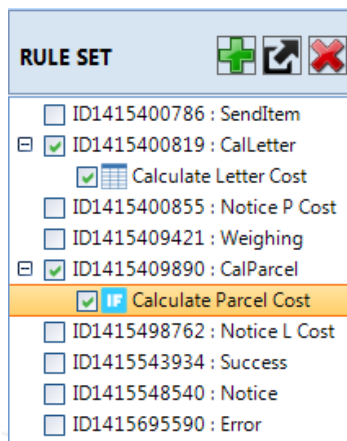 RULE SET
ID1415400786 : SendItem
ID1415400819 : CalLetter
Calculate Letter Cost
ID1415400855 : Notice P Cost
ID1415409421 : Weighing
ID1415409890 : CalParcel
IF Calculate Parcel Cost
ID1415498762 : Notice L Cost
ID1415543934 : Success
ID1415548540 : Notice
ID1415695590 : Error